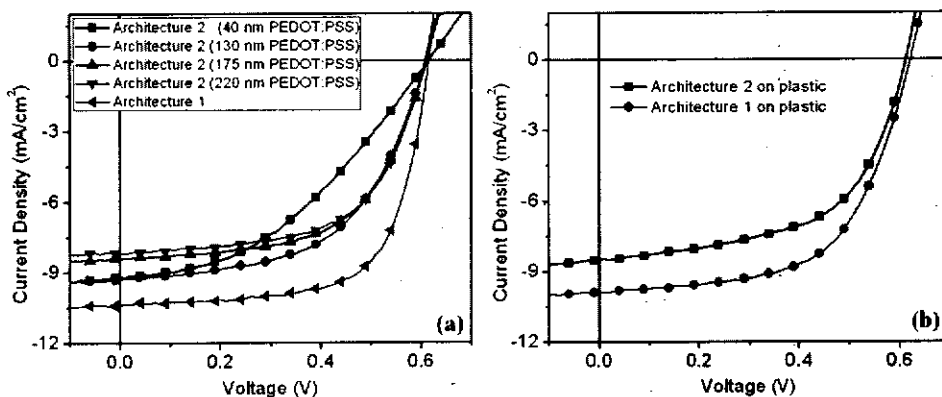 Architecture 2 (40 nm PEDOT:PSS)
Architecture 2 (130 nm PEDOT:PSS)
Architecture 2 (175 nm PEDOT:PSS)
Architecture 2 (220 nm PEDOT:PSS)
Architecture 1
0
-3
-6
-9
-12
0.0
0.2
0.4
0.6
Current Density (mA/cm²)
Voltage (V)
(a)
Architecture 2 on plastic
Architecture 1 on plastic
0
-3
-6
-9
-12
0.0
0.2
0.4
0.6
Current Density (mA/cm²)
Voltage (V)
(b)